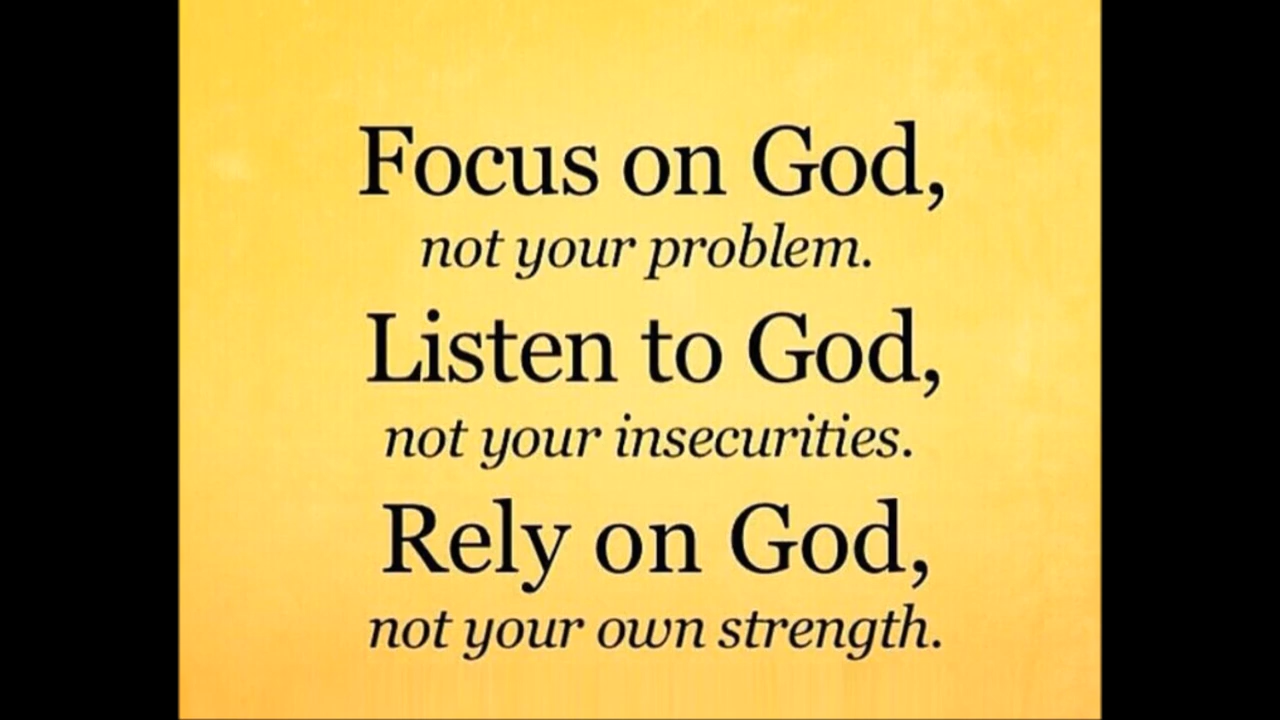 Focus on God,
not your problem.
Listen to God,
not your insecurities.
Rely on God,
not your own strength.